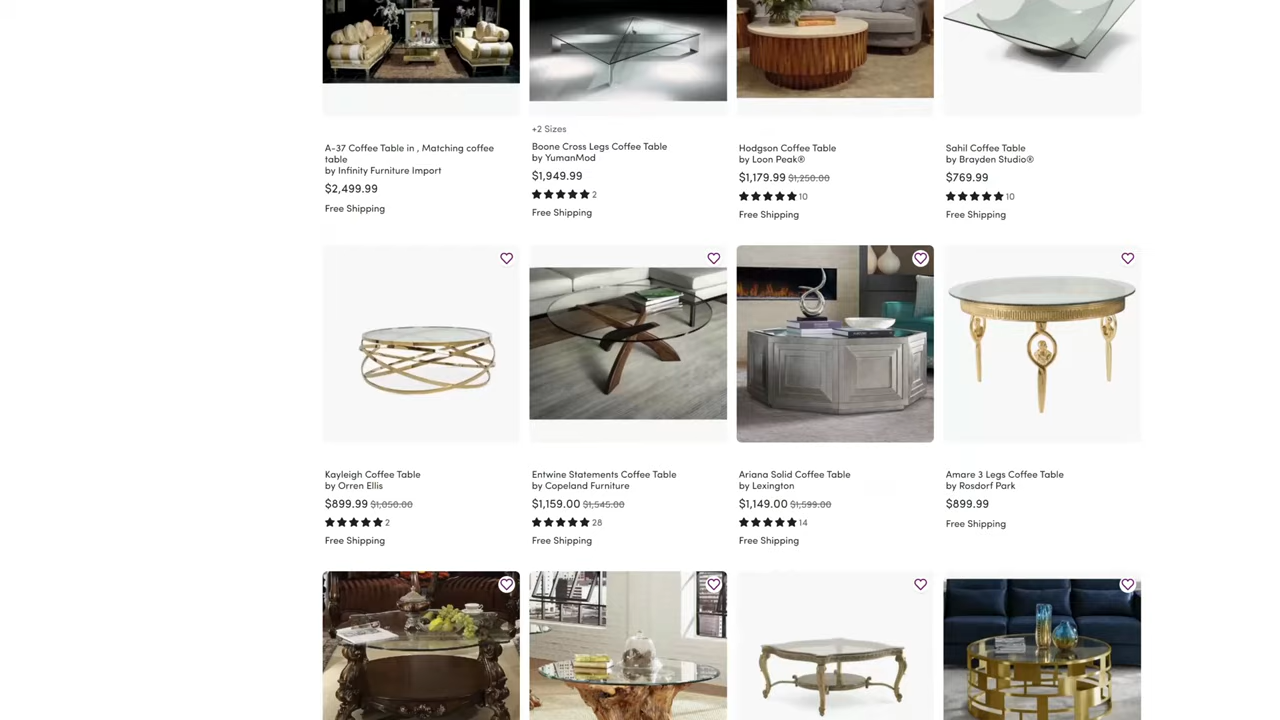 A-37 Coffee Table in , Matching coffee
table
by Infinity Furniture Import
$2,499.99
Free Shipping
+2 Sizes
Boone Cross Legs Coffee Table
by YumanMod
$1,949.99
2
Free Shipping
Hodgson Coffee Table
by Loon Peak®
$1,179.99 $1,250.00
10
Free Shipping
Sahil Coffee Table
by Brayden Studio®
$769.99
10
Free Shipping
Kayleigh Coffee Table
by Orren Ellis
$899.99 $1,050.00
2
Free Shipping
Entwine Statements Coffee Table
by Copeland Furniture
$1,159.00 $1,545.00
28
Free Shipping
Ariana Solid Coffee Table
by Lexington
$1,149.00 $1,599.00
14
Free Shipping
Amare 3 Legs Coffee Table
by Rosdorf Park
$899.99
Free Shipping